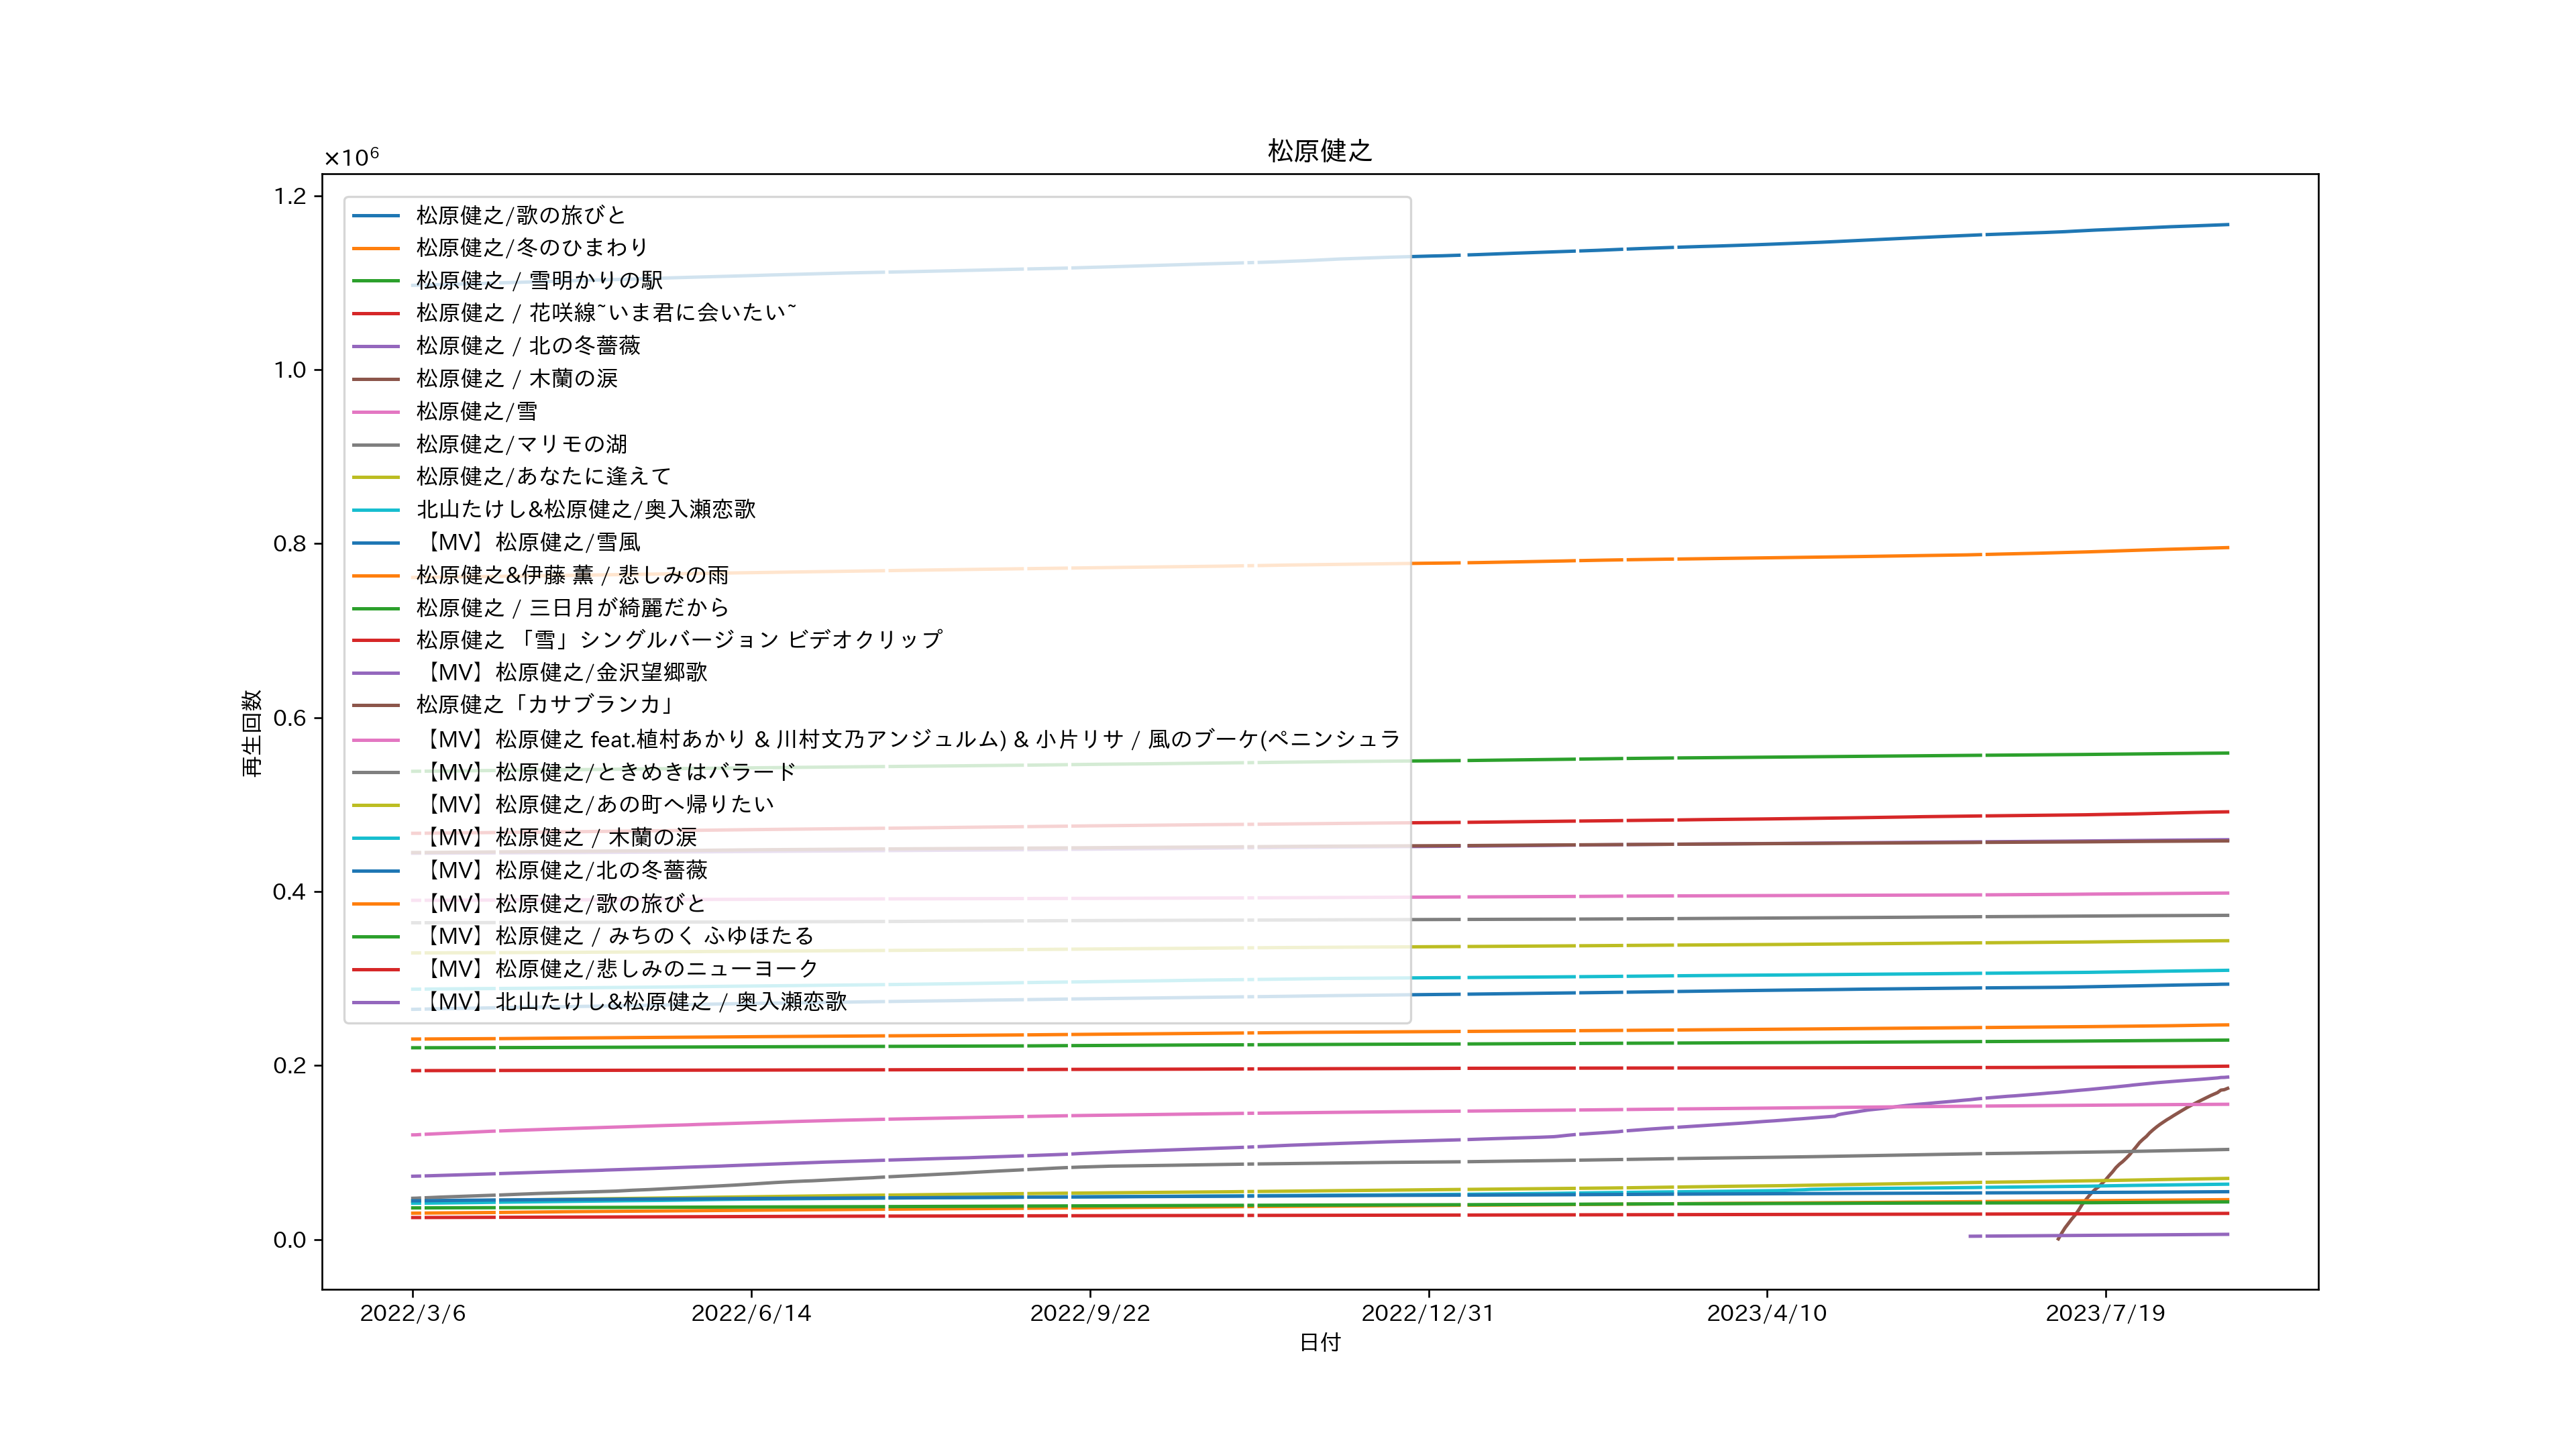 松原健之
×10⁶
1.2
1.0
0.8
0.6
0.4
0.2
0.0
再生回数
松原健之/歌の旅びと
松原健之/冬のひまわり
松原健之 / 雪明かりの駅
松原健之 / 花咲線~いま君に会いたい~
松原健之 / 北の冬薔薇
松原健之 / 木蘭の涙
松原健之/雪
松原健之/マリモの湖
松原健之/あなたに逢えて
北山たけし&松原健之/奥入瀬恋歌
【MV】松原健之/雪風
松原健之&伊藤 薫 / 悲しみの雨
松原健之 / 三日月が綺麗だから
松原健之 「雪」シングルバージョン ビデオクリップ
【MV】松原健之/金沢望郷歌
松原健之「カサブランカ」
【MV】松原健之 feat.植村あかり & 川村文乃アンジュルム) & 小片リサ / 風のブーケ(ペニンシュラ
【MV】松原健之/ときめきはバラード
【MV】松原健之/あの町へ帰りたい
【MV】松原健之 / 木蘭の涙
【MV】松原健之/北の冬薔薇
【MV】松原健之/歌の旅びと
【MV】松原健之 / みちのく ふゆほたる
【MV】松原健之/悲しみのニューヨーク
【MV】北山たけし&松原健之 / 奥入瀬恋歌
2022/3/6 2022/6/14 2022/9/22 2022/12/31 2023/4/10 2023/7/19
日付